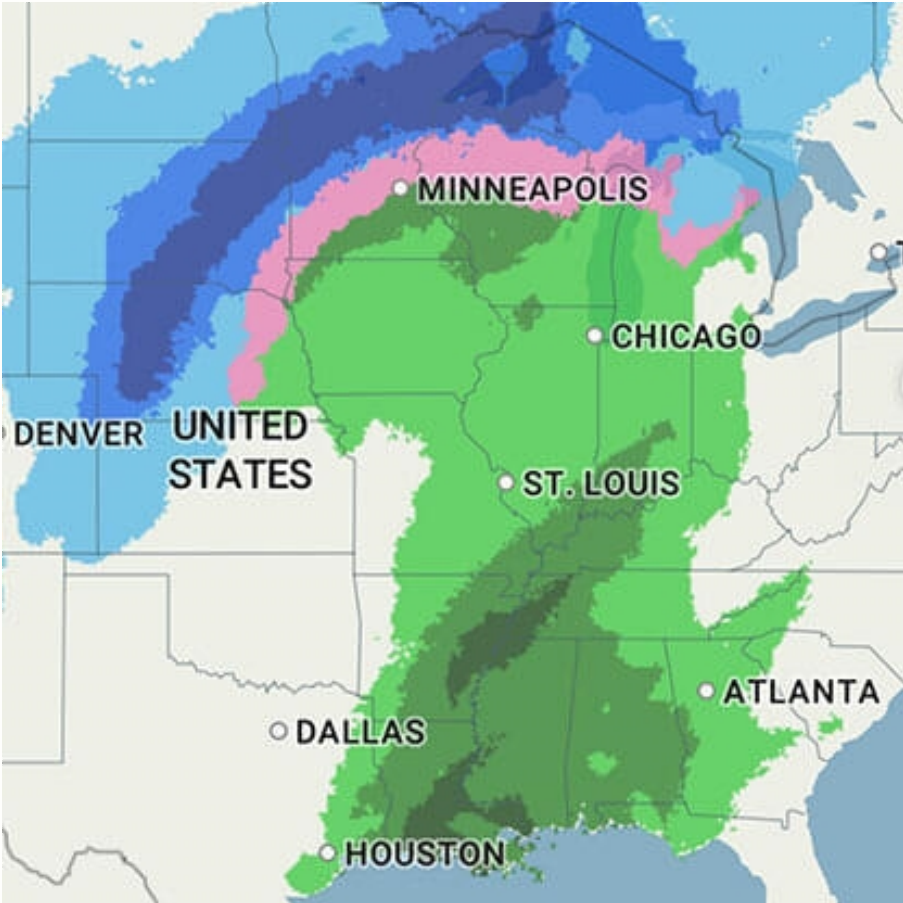 MINNEAPOLIS
CHICAGO
DENVER
UNITED
STATES
ST. LOUIS
ATLANTA
DALLAS
HOUSTON